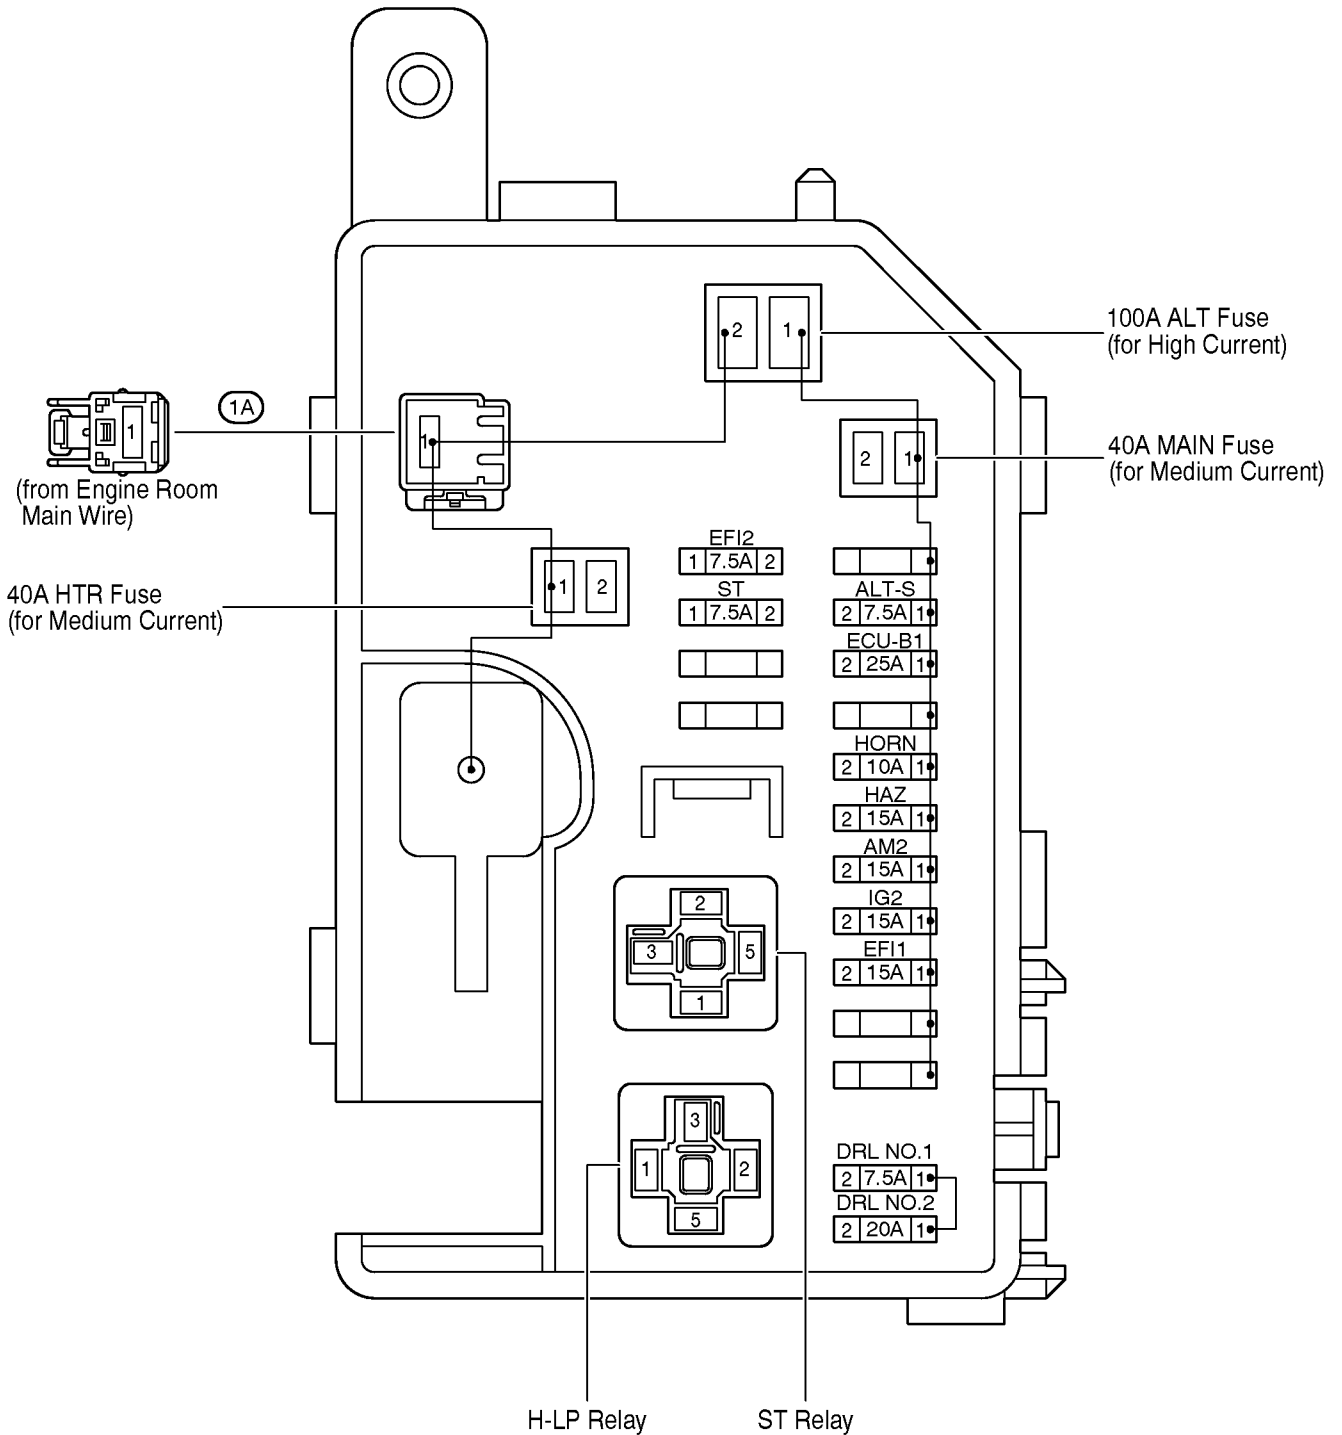 100A ALT Fuse
(for High Current)
2 1
1A
1
1
(from Engine Room
Main Wire)
40A MAIN Fuse
(for Medium Current)
2 1
40A HTR Fuse
(for Medium Current)
1 2
EFI2
1 7.5A 2
ST
1 7.5A 2
ALT-S
2 7.5A 1
ECU-B1
2 25A 1
HORN
2 10A 1
HAZ
2 15A 1
AM2
2 15A 1
IG2
2 15A 1
EFI1
2 15A 1
2
3 5
1
3
1 2
5
DRL NO.1
2 7.5A 1
DRL NO.2
2 20A 1
H-LP Relay
ST Relay